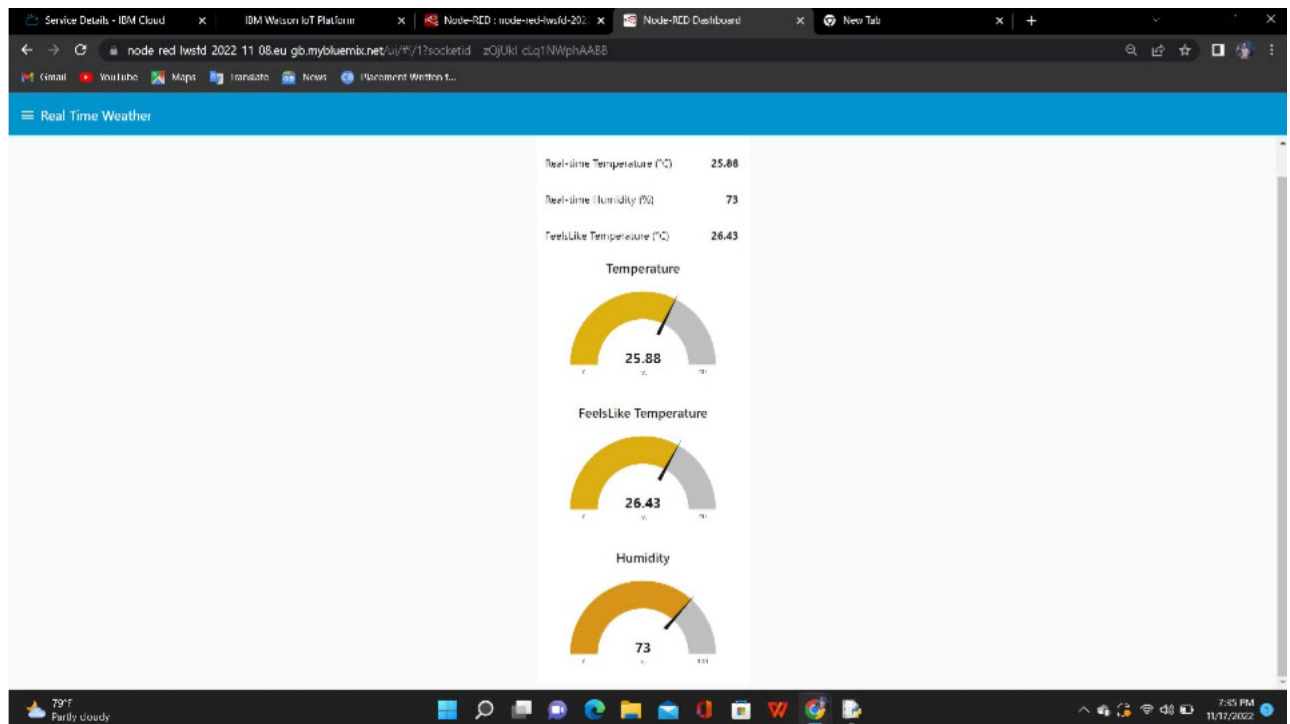 Service Details - IBM Cloud
IBM Watson IoT Platform
Node-RED : node-red-lwsfd-202
Node-RED Dashboard
New Tab
node red lwsfd 2022 11 08.eu gb.mybluemix.net/ui/#!/1?socketid
Gmail YouTube Maps Translate News Placement Written t...
Real Time Weather
Real-time Temperature (°C) 25.88
Real-time Humidity (%) 73
FeelsLike Temperature (°C) 26.43
Temperature
25.88
FeelsLike Temperature
26.43
Humidity
73
79°F
Partly cloudy
7:35 PM
11/17/2022